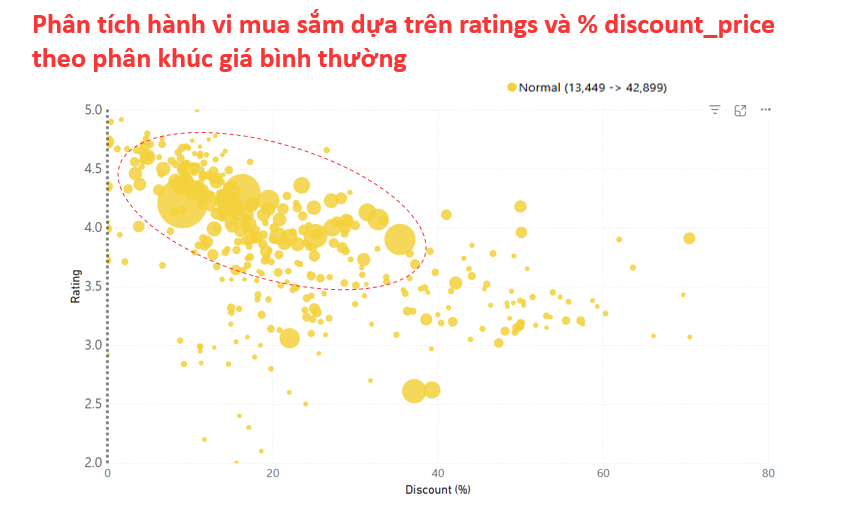 Phân tích hành vi mua sắm dựa trên ratings và % discount_price
theo phân khúc giá bình thường
Normal (13,449 -> 42,899)
5.0
4.5
4.0
3.5
3.0
2.5
2.0
Rating
0
20
40
60
80
Discount (%)